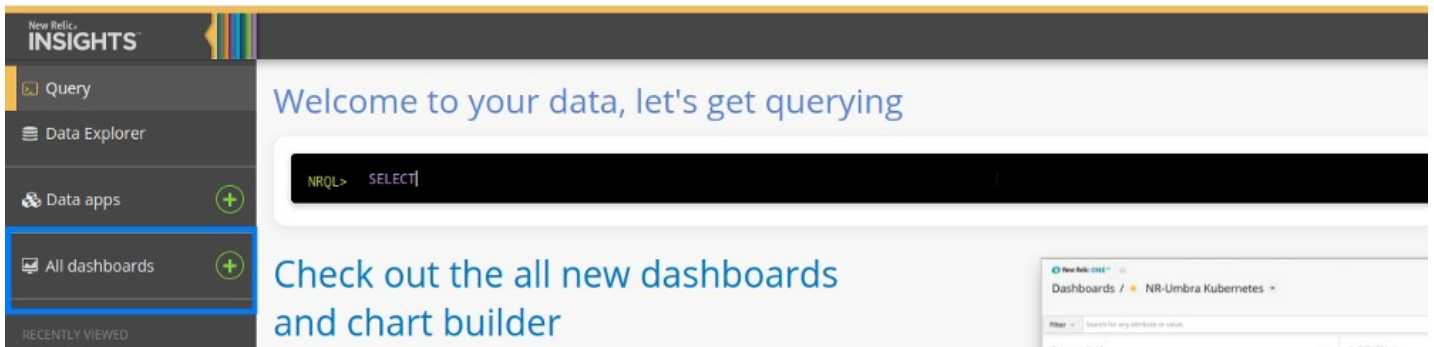 New Relic®
INSIGHTS™
Query
Data Explorer
Data apps
All dashboards
RECENTLY VIEWED
Welcome to your data, let's get querying
NRQL> SELECT
Check out the all new dashboards
and chart builder
New Relic ONE™
Dashboards / NR-Umbra Kubernetes
Filter Search for any attribute or value.